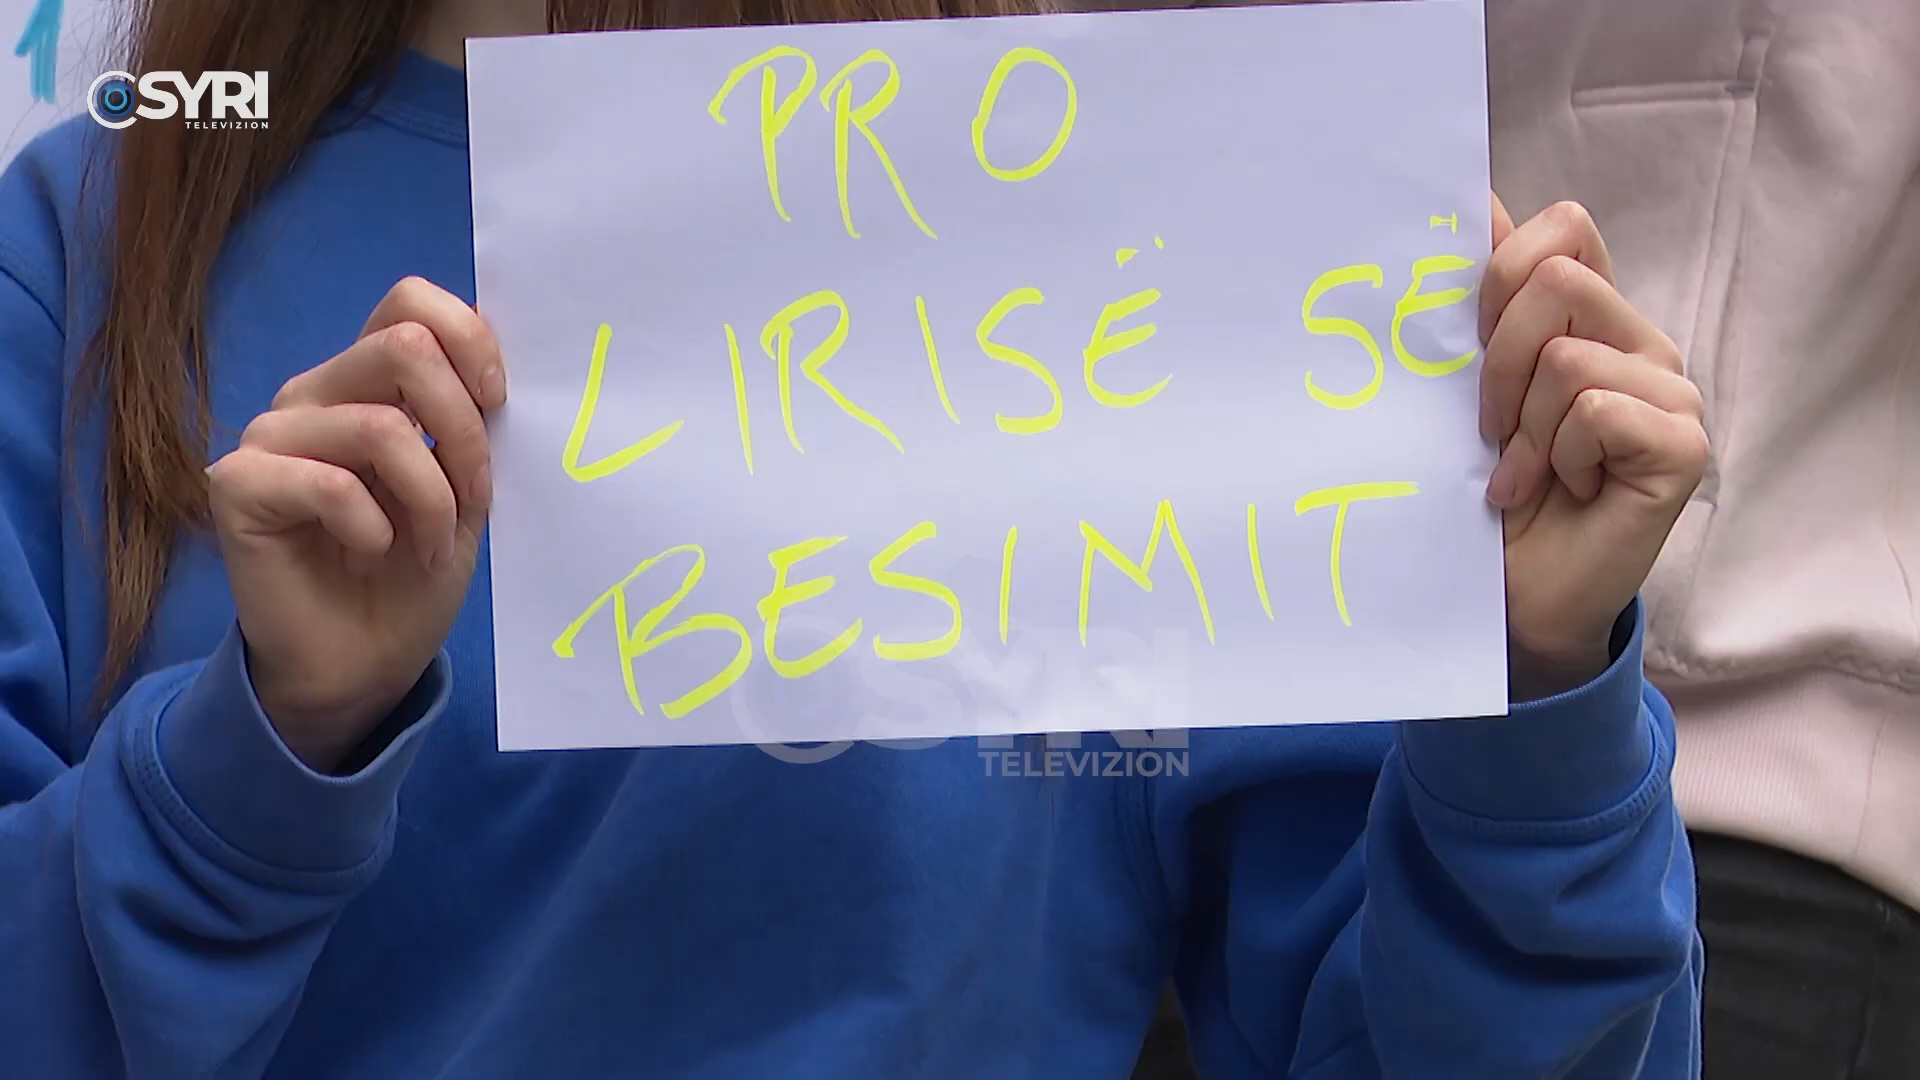 SYRI
TELEVIZION
PRO
LIRISË SË
BESIMIT
SYRI
TELEVIZION